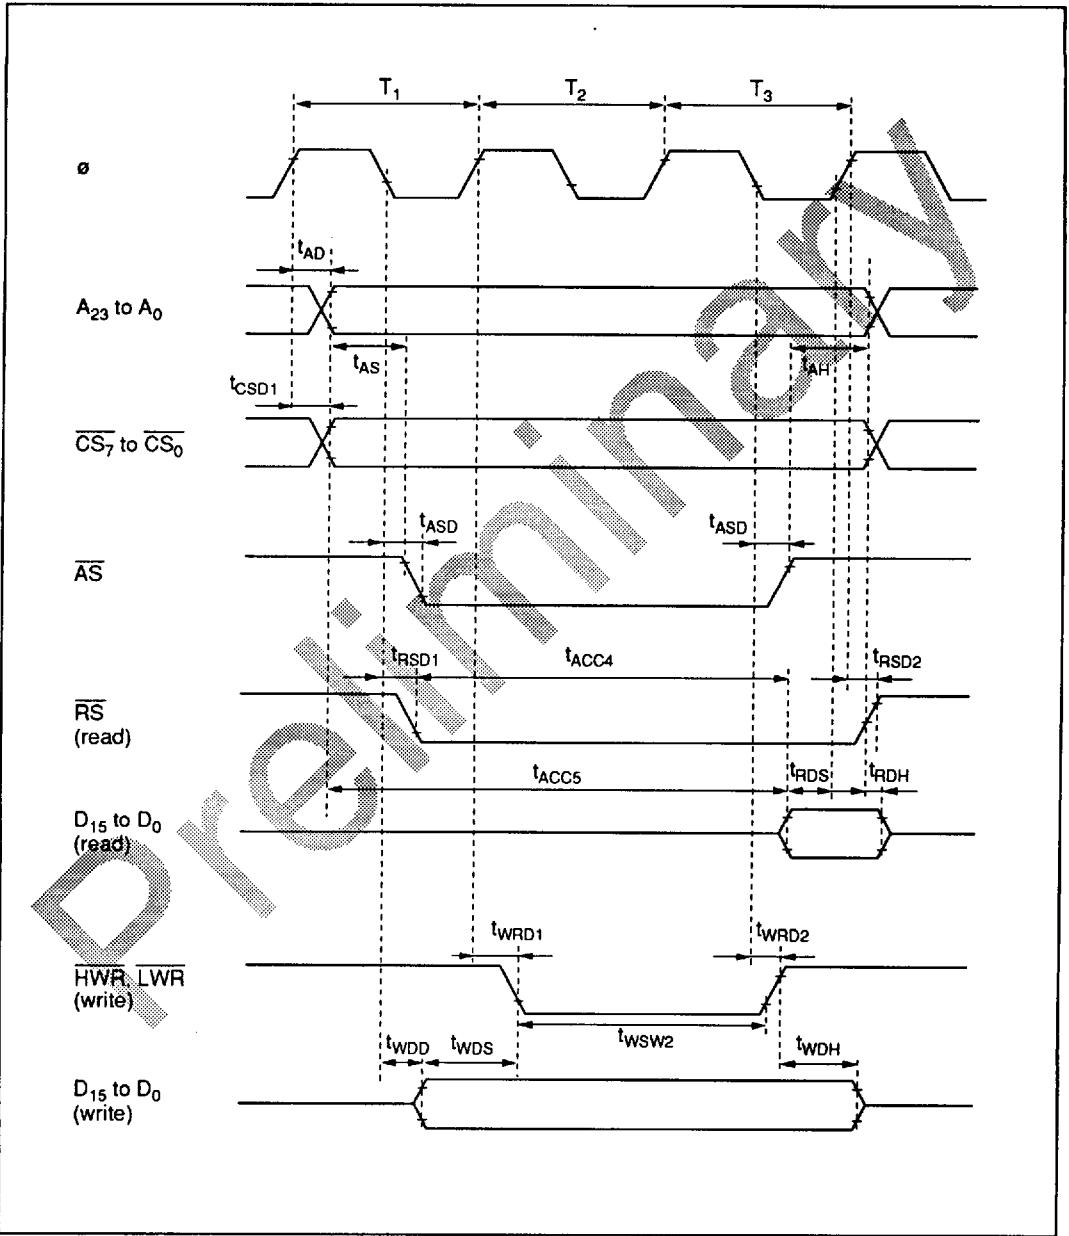 T1 T2 T3
ø
tAD
A23 to A0
tAS tAH
tCSD1
CS7 to CS0
tASD tASD
AS
tRSD1 tACC4 tRSD2
RS
(read)
tACC5 tRDS tRDH
D15 to D0
(read)
tWRD1 tWRD2
HWR, LWR
(write)
tWSW2
tWDD tWDS tWDH
D15 to D0
(write)
Preliminary